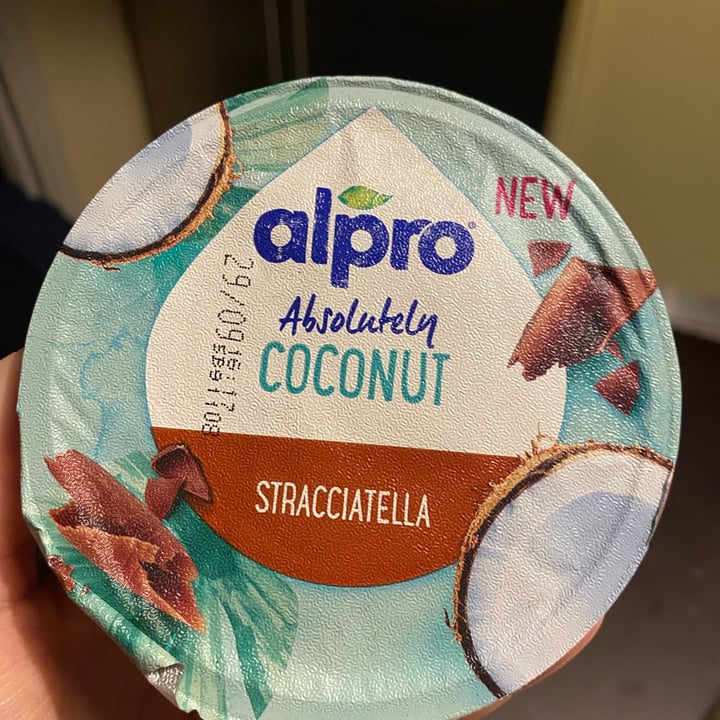 alpro
NEW
Absolutely
COCONUT
STRACCIATELLA
29/09